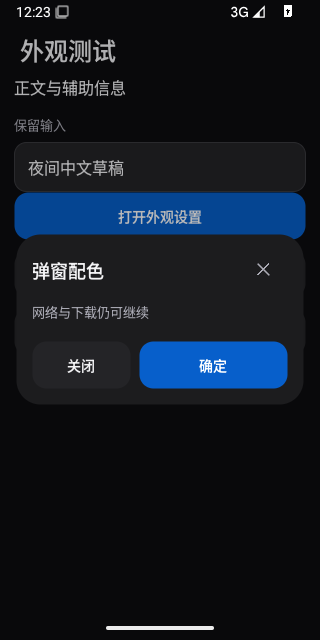 12:23 3G
外观测试
正文与辅助信息
保留输入
夜间中文草稿
打开外观设置
弹窗配色
网络与下载仍可继续
关闭 确定